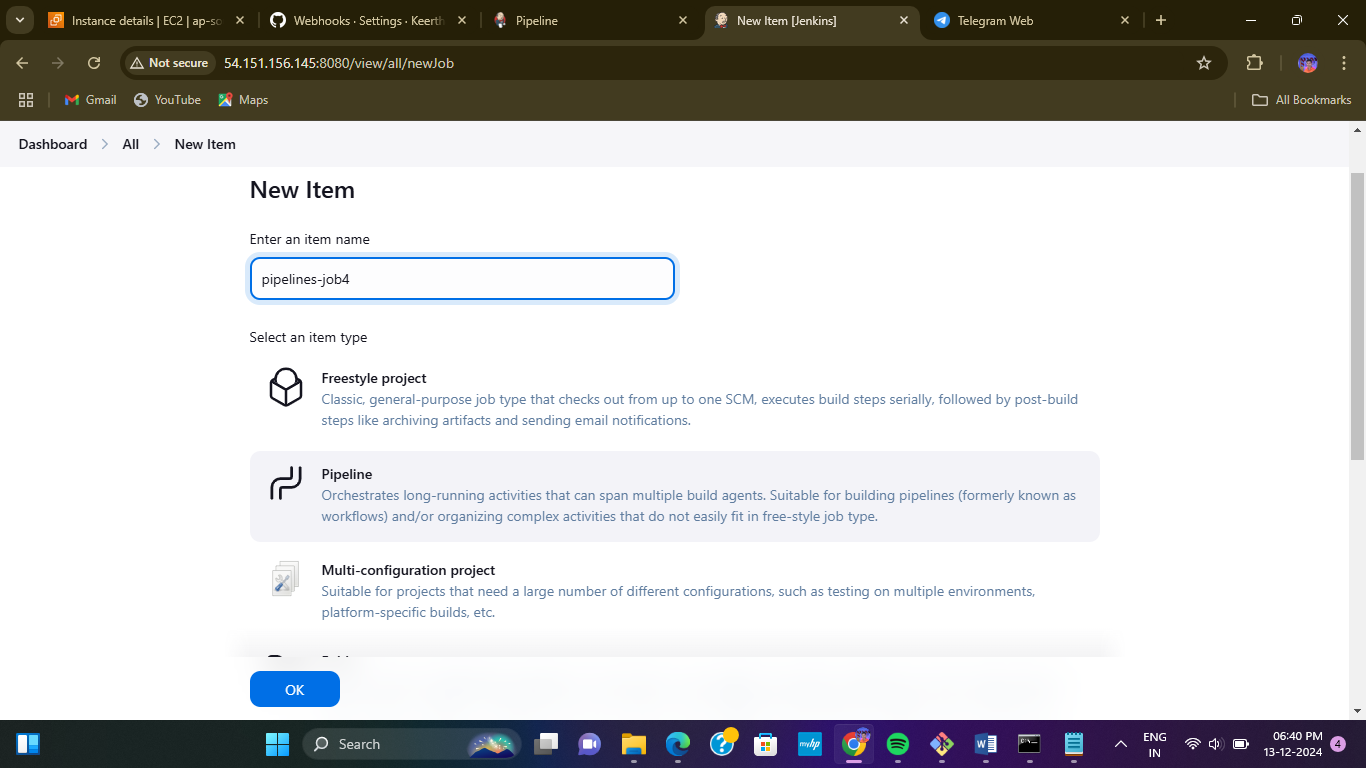 Instance details | EC2 | ap-so
Webhooks · Settings · Keerth
Pipeline
New Item [Jenkins]
Telegram Web
Not secure
54.151.156.145:8080/view/all/newJob
Gmail
YouTube
Maps
All Bookmarks
Dashboard
All
New Item
New Item
Enter an item name
pipelines-job4
Select an item type
Freestyle project
Classic, general-purpose job type that checks out from up to one SCM, executes build steps serially, followed by post-build
steps like archiving artifacts and sending email notifications.
Pipeline
Orchestrates long-running activities that can span multiple build agents. Suitable for building pipelines (formerly known as
workflows) and/or organizing complex activities that do not easily fit in free-style job type.
Multi-configuration project
Suitable for projects that need a large number of different configurations, such as testing on multiple environments,
platform-specific builds, etc.
OK
Search
myhp
ENG
IN
06:40 PM
13-12-2024
4